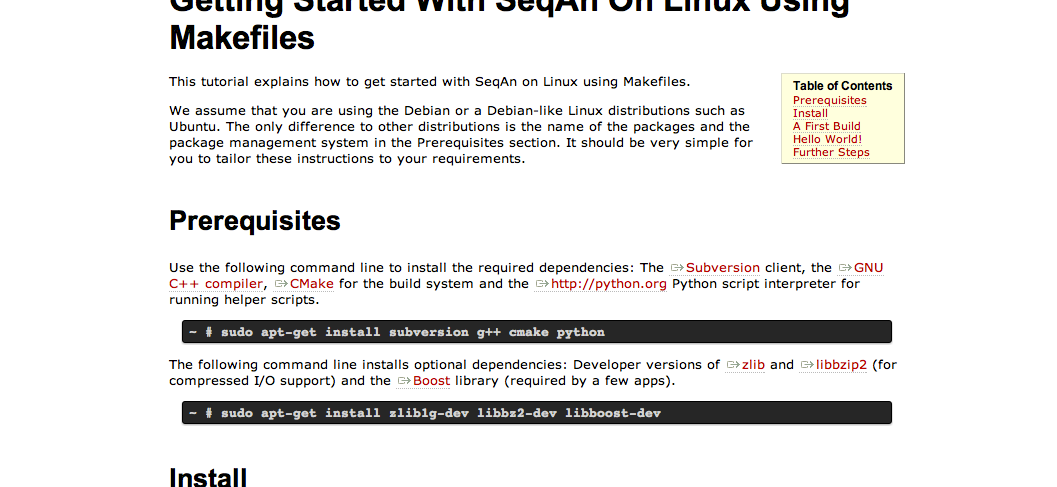 Getting Started With SeqAn On Linux Using
Makefiles
This tutorial explains how to get started with SeqAn on Linux using Makefiles.
Table of Contents
Prerequisites
Install
A First Build
Hello World!
Further Steps
We assume that you are using the Debian or a Debian-like Linux distributions such as
Ubuntu. The only difference to other distributions is the name of the packages and the
package management system in the Prerequisites section. It should be very simple for
you to tailor these instructions to your requirements.
Prerequisites
Use the following command line to install the required dependencies: The Subversion client, the GNU
C++ compiler, CMake for the build system and the http://python.org Python script interpreter for
running helper scripts.
~ # sudo apt-get install subversion g++ cmake python
The following command line installs optional dependencies: Developer versions of zlib and libbzip2 (for
compressed I/O support) and the Boost library (required by a few apps).
~ # sudo apt-get install zlib1g-dev libbz2-dev libboost-dev
Install